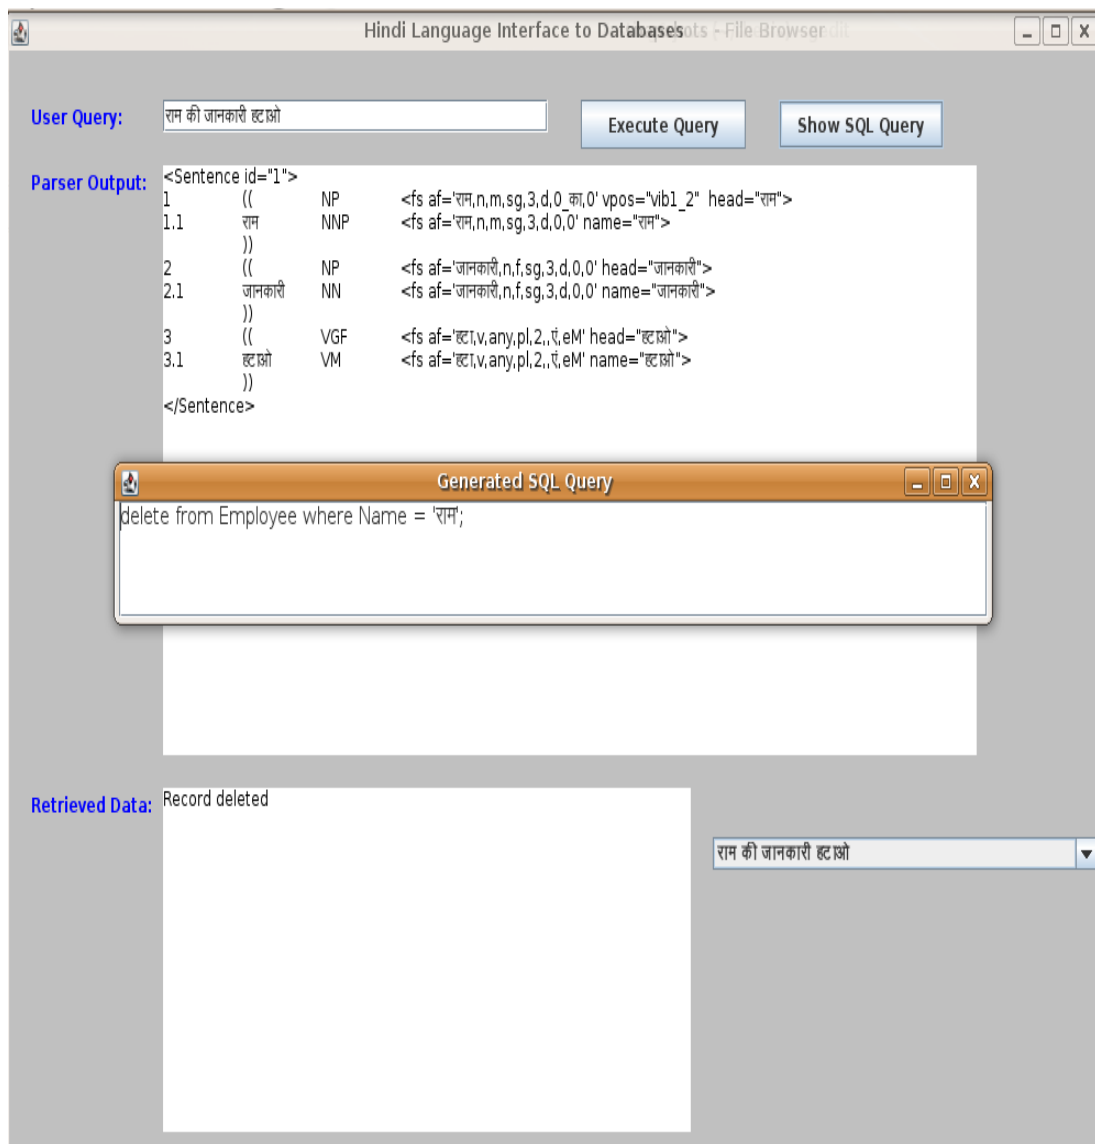 Hindi Language Interface to Databases
User Query:
राम की जानकारी हटाओ
Execute Query
Show SQL Query
Parser Output:
<Sentence id="1">
1 (( NP <fs af='राम,n,m,sg,3,d,0_का,0' vpos="vib1_2" head="राम">
1.1 राम NNP <fs af='राम,n,m,sg,3,d,0,0' name="राम">
))
2 (( NP <fs af='जानकारी,n,f,sg,3,d,0,0' head="जानकारी">
2.1 जानकारी NN <fs af='जानकारी,n,f,sg,3,d,0,0' name="जानकारी">
))
3 (( VGF <fs af='हटा,v,any,pl,2,,एं,eM' head="हटाओ">
3.1 हटाओ VM <fs af='हटा,v,any,pl,2,,एं,eM' name="हटाओ">
))
</Sentence>
Generated SQL Query
delete from Employee where Name = 'राम';
Retrieved Data:
Record deleted
राम की जानकारी हटाओ